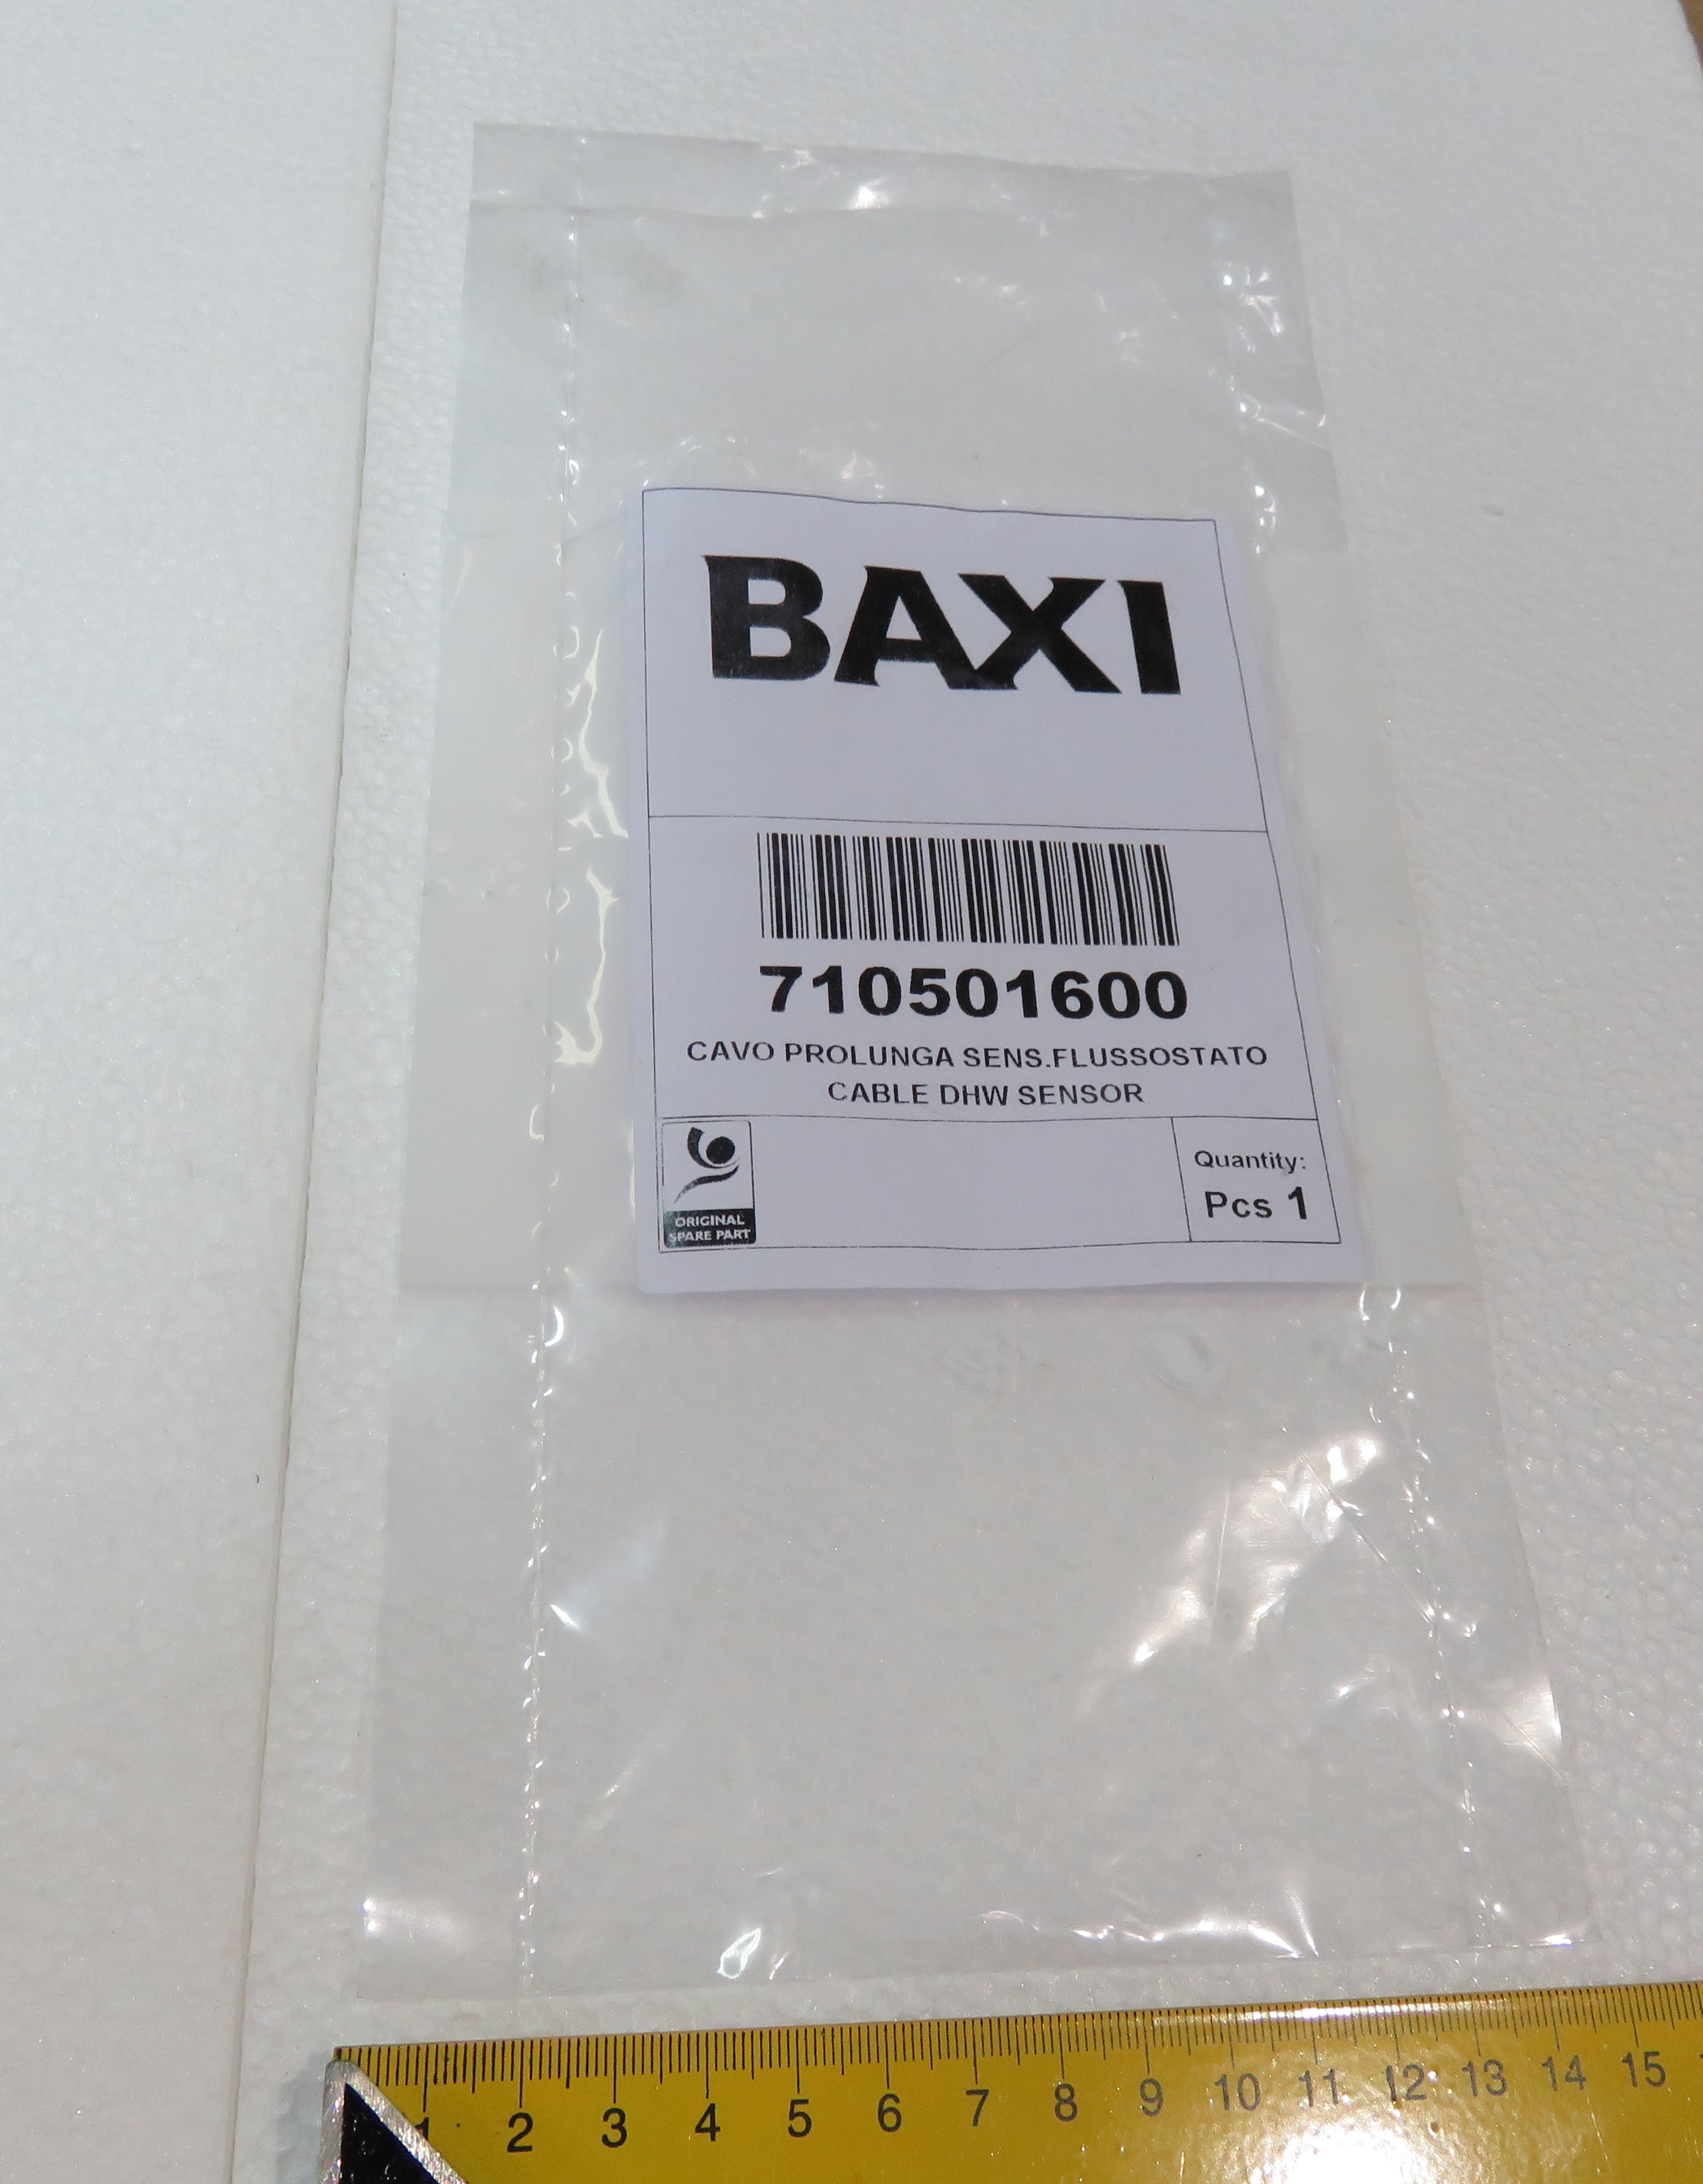 BAXI
710501600
CAVO PROLUNGA SENS.FLUSSOSTATO
CABLE DHW SENSOR
ORIGINAL
SPARE PART
Quantity:
Pcs 1
1 2 3 4 5 6 7 8 9 10 11 12 13 14 15